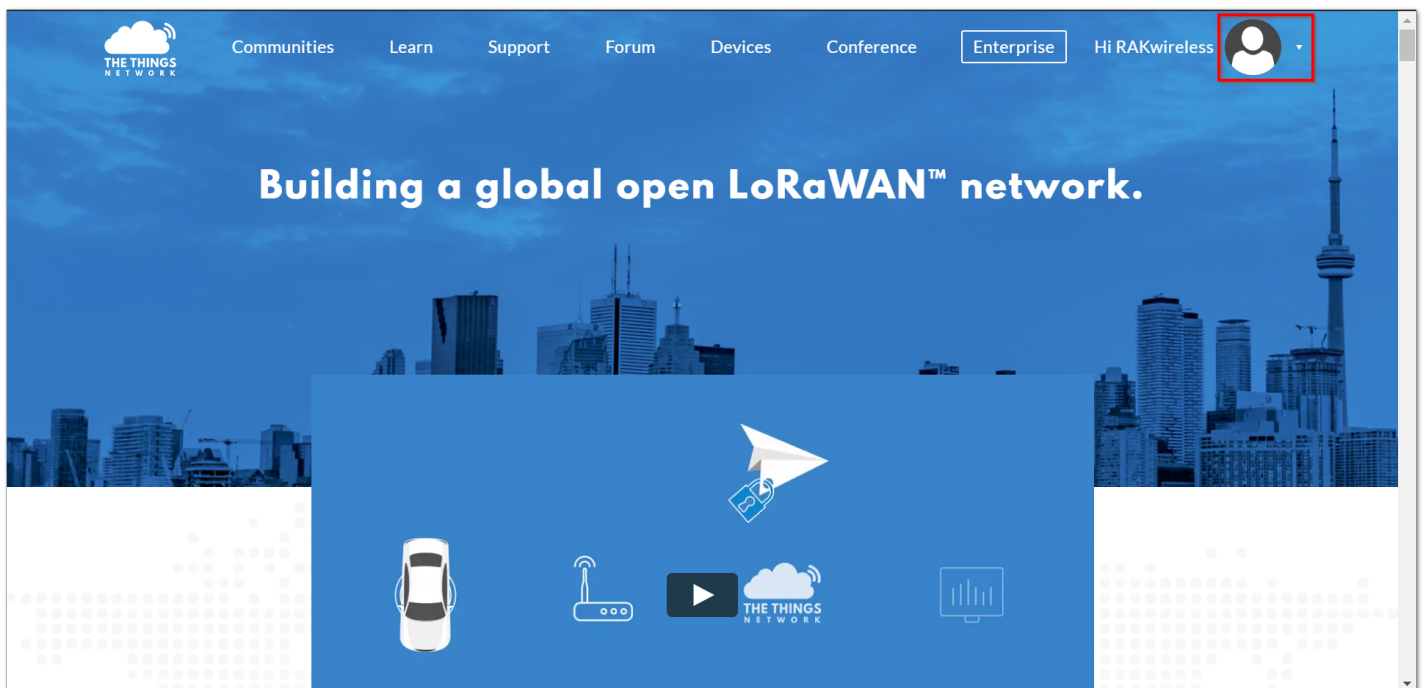 THE THINGS
NETWORK
Communities Learn Support Forum Devices Conference Enterprise Hi RAKwireless
Building a global open LoRaWAN™ network.
THE THINGS
NETWORK